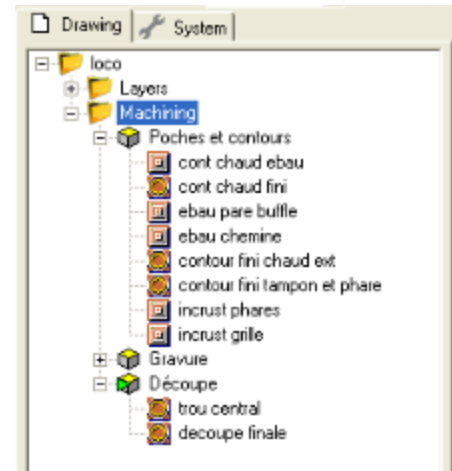 Drawing System
loco
Layers
Machining
Poches et contours
cont chaud ebau
cont chaud fini
ebau pare buffle
ebau chemine
contour fini chaud ext
contour fini tampon et phare
incrust phares
incrust grille
Gravure
Découpe
trou central
decoupe finale